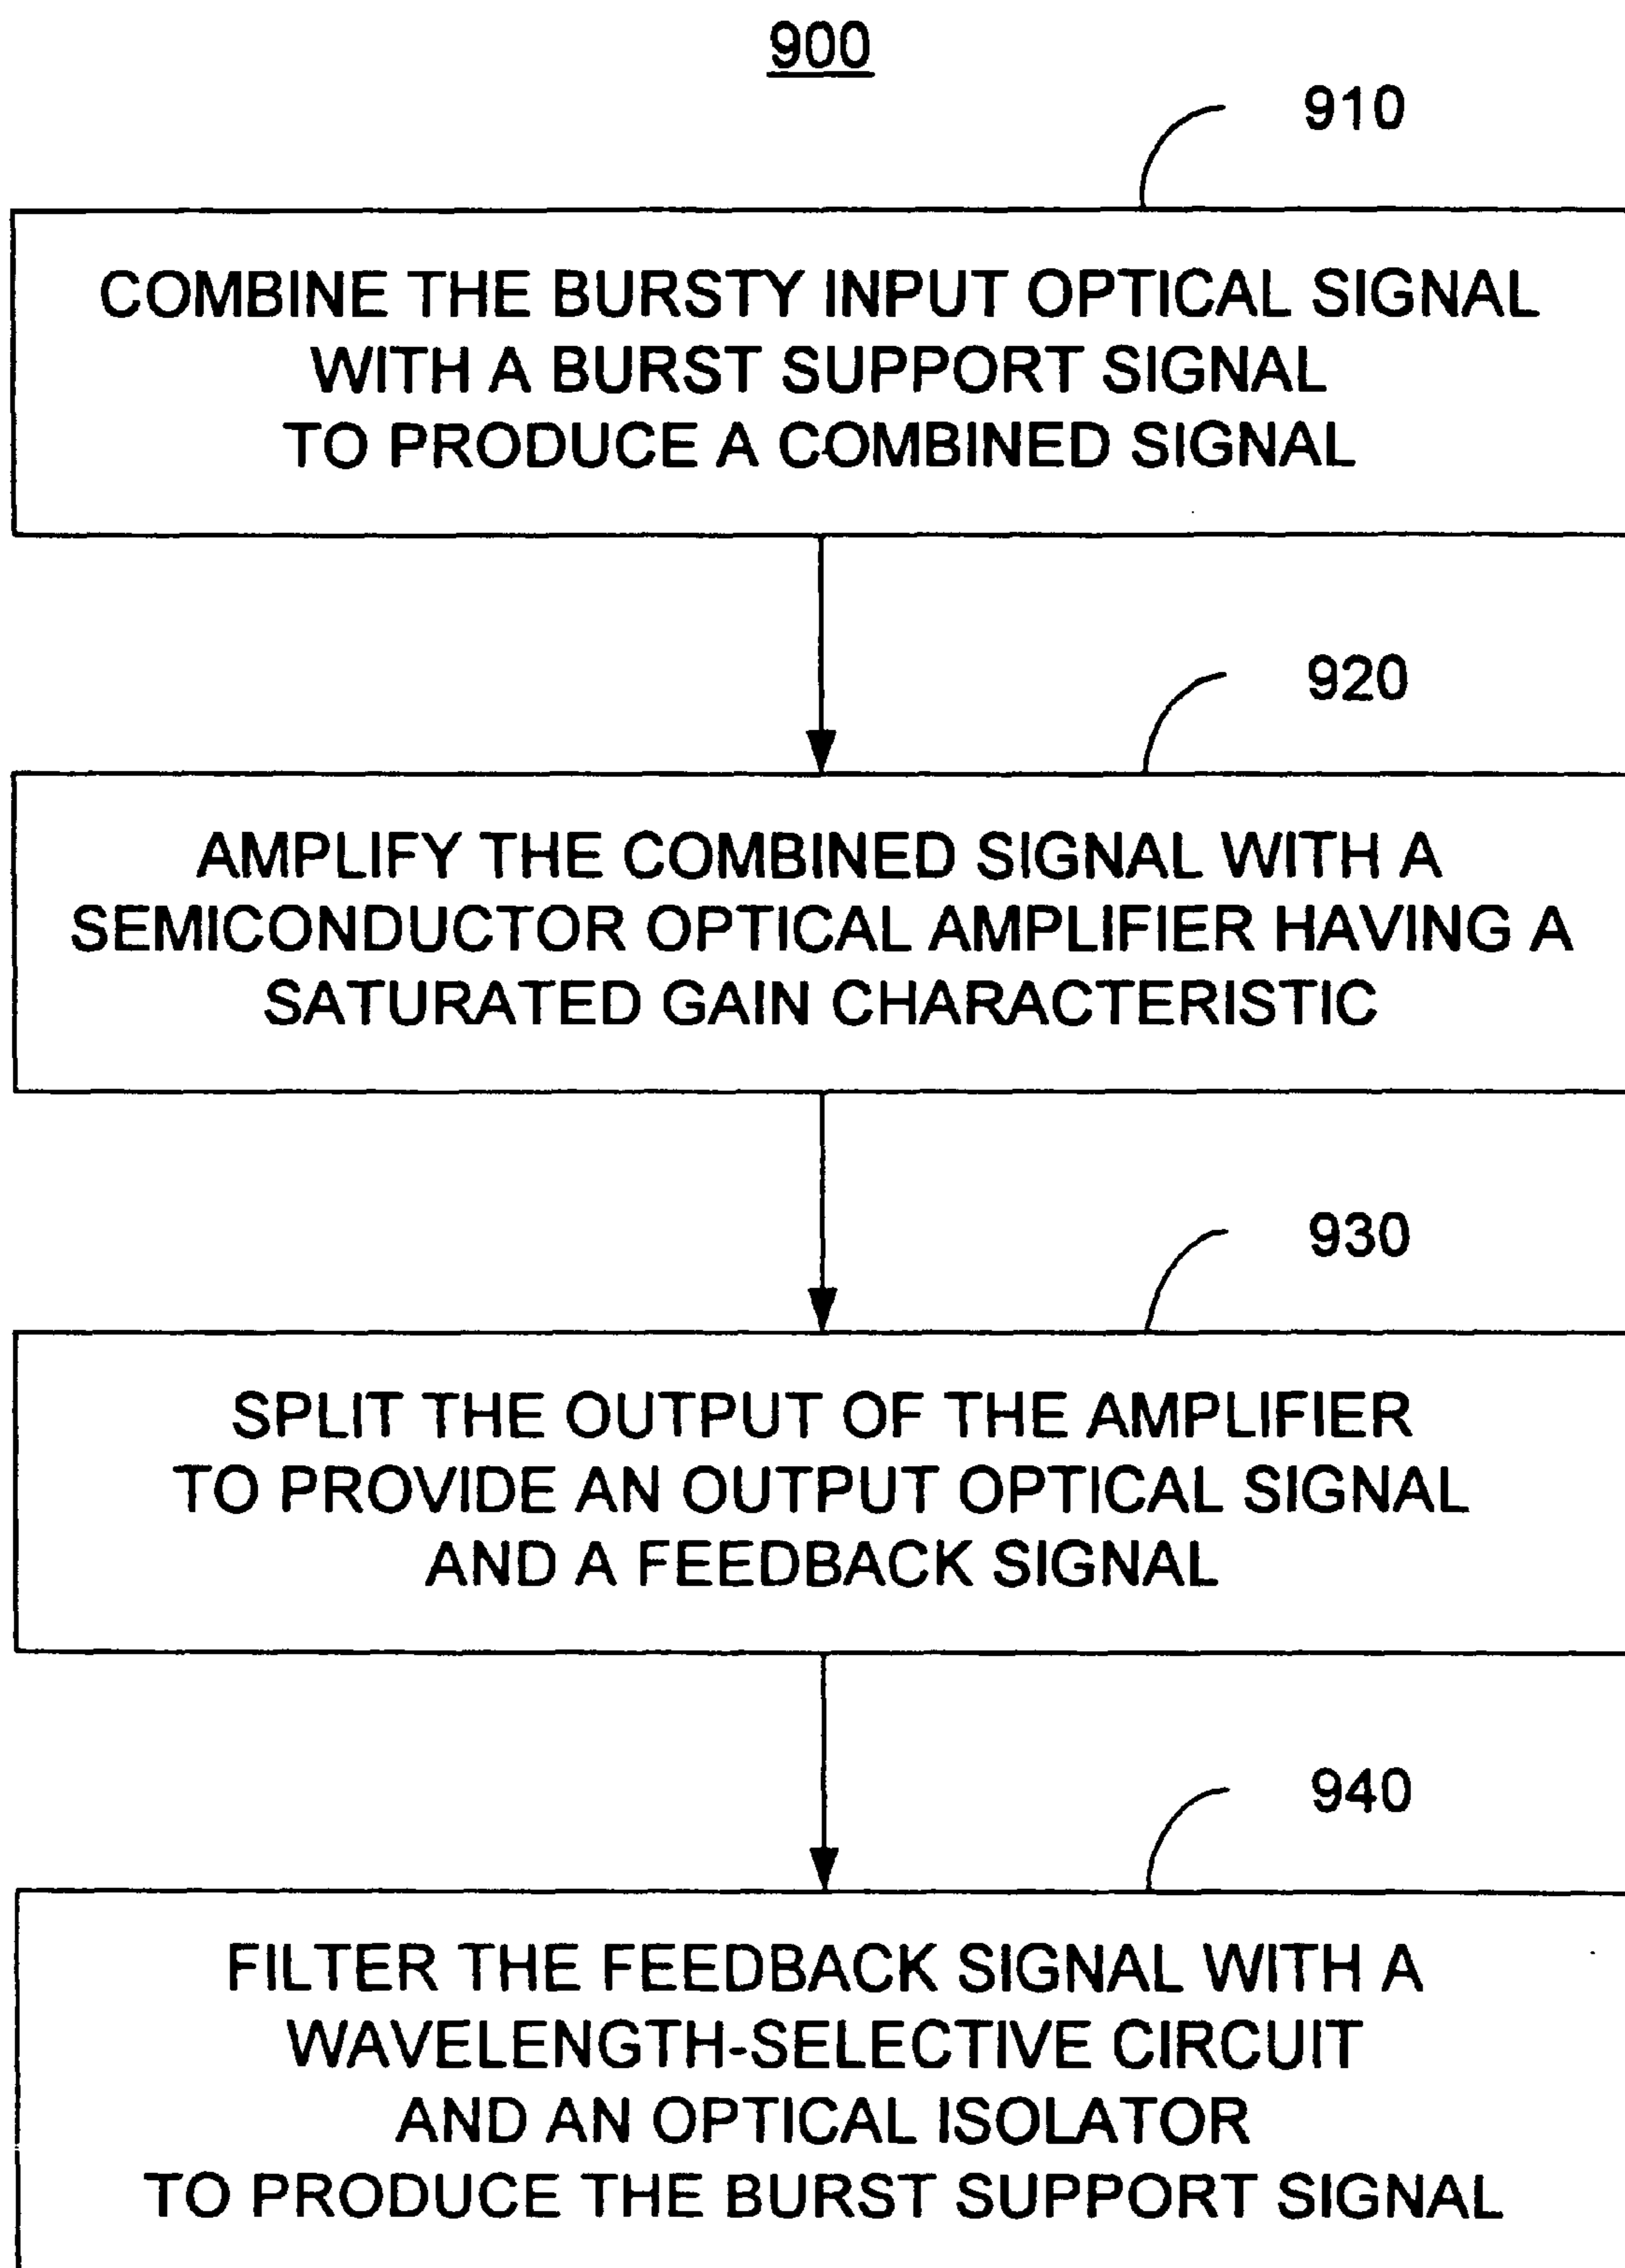 900
910
COMBINE THE BURSTY INPUT OPTICAL SIGNAL
WITH A BURST SUPPORT SIGNAL
TO PRODUCE A COMBINED SIGNAL
920
AMPLIFY THE COMBINED SIGNAL WITH A
SEMICONDUCTOR OPTICAL AMPLIFIER HAVING A
SATURATED GAIN CHARACTERISTIC
930
SPLIT THE OUTPUT OF THE AMPLIFIER
TO PROVIDE AN OUTPUT OPTICAL SIGNAL
AND A FEEDBACK SIGNAL
940
FILTER THE FEEDBACK SIGNAL WITH A
WAVELENGTH-SELECTIVE CIRCUIT
AND AN OPTICAL ISOLATOR
TO PRODUCE THE BURST SUPPORT SIGNAL